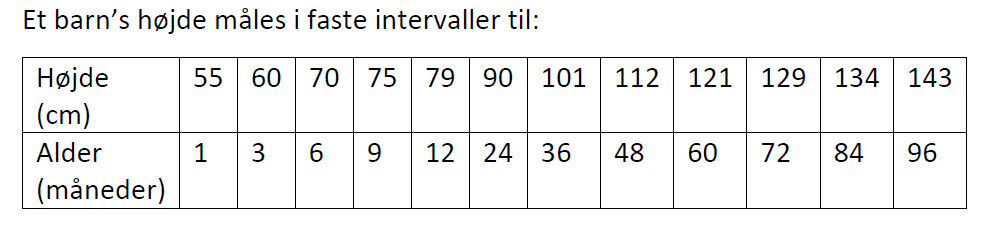 Et barn’s højde måles i faste intervaller til:
Højde (cm) 55 60 70 75 79 90 101 112 121 129 134 143
Alder (måneder) 1 3 6 9 12 24 36 48 60 72 84 96